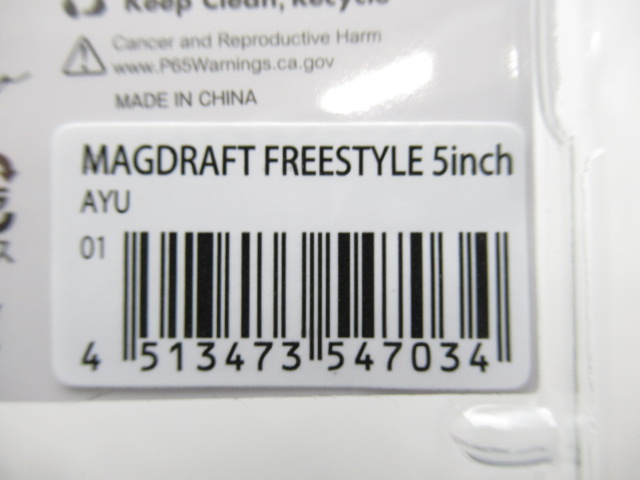 Keep Clean, Recycle
Cancer and Reproductive Harm
www.P65Warnings.ca.gov
MADE IN CHINA
MAGDRAFT FREESTYLE 5inch
AYU
01
4 513473 547034